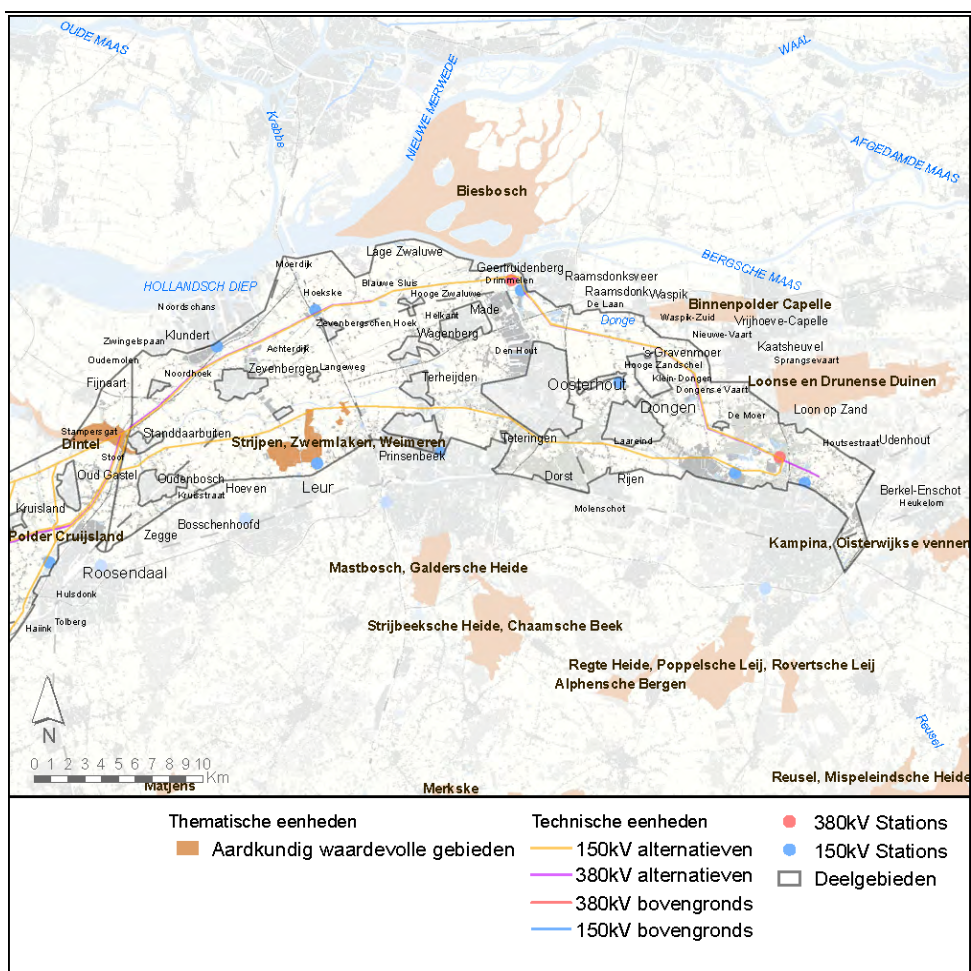 OUDE MAAS
WAAL
NIEUWE MERWEDE
Krabbe
AFGEDAMDE MAAS
Biesbosch
Lage Zwaluwe
BERGSCHE MAAS
Moerdijk
Geertruidenberg
Raamsdonksveer
HOLLANDSCH DIEP
Blauwe Sluis
Drimmelen
Hoekske
Hooge Zwaluwe
Raamsdonk
Waspik
De Laan
Binnenpolder Capelle
Noordschans
Helkant
Made
Donge
Waspik-Zuid
Vrijhoeve-Capelle
Zevenbergschen Hoek
Wagenberg
Nieuwe-Vaart
Zwingelspaan
Klundert
Achterdijk
Den Hout
's Gravenmoer
Kaatsheuvel
Oudemolen
Langeweg
Hooge Zandschel
Sprangsevaart
Noordhoek
Zevenbergen
Terheijden
Klein-Dongen
Fijnaart
Oosterhout
Dongense Vaart
Loonse en Drunense Duinen
Dongen
De Moer
Loon op Zand
Stampersgat
Standdaarbuiten
Teteringen
Laareind
Houtsestraat
Udenhout
Dintel
Strijpen, Zwermlaken, Weimeren
Stoof
Prinsenbeek
Oud Gastel
Oudenbosch
Dorst
Rijen
Kruisstraat
Hoeven
Leur
Berkel-Enschot
Kruisland
Molenschot
Heukelom
Bosschenhoofd
Polder Cruijsland
Zegge
Kampina, Oisterwijkse vennen
Roosendaal
Mastbosch, Galdersche Heide
Hulsdonk
Tolberg
Haiink
Strijbeeksche Heide, Chaamsche Beek
Regte Heide, Poppelsche Leij, Rovertsche Leij
Alphensche Bergen
Reusel
N
0 1 2 3 4 5 6 7 8 9 10
Km
Matjens
Merkske
Reusel, Mispeleindsche Heide
Thematische eenheden
Aardkundig waardevolle gebieden
Technische eenheden
150kV alternatieven
380kV alternatieven
380kV bovengronds
150kV bovengronds
380kV Stations
150kV Stations
Deelgebieden